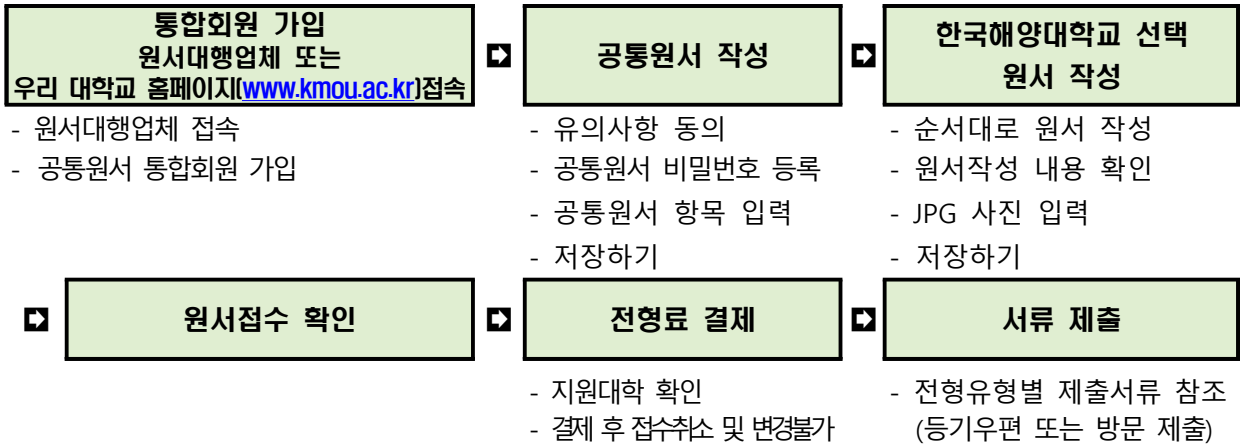 통합회원 가입
원서대행업체 또는
우리 대학교 홈페이지(www.kmou.ac.kr)접속
- 원서대행업체 접속
- 공통원서 통합회원 가입
공통원서 작성
- 유의사항 동의
- 공통원서 비밀번호 등록
- 공통원서 항목 입력
- 저장하기
한국해양대학교 선택
원서 작성
- 순서대로 원서 작성
- 원서작성 내용 확인
- JPG 사진 입력
- 저장하기
원서접수 확인
전형료 결제
- 지원대학 확인
- 결제 후 접수취소 및 변경불가
서류 제출
- 전형유형별 제출서류 참조
(등기우편 또는 방문 제출)